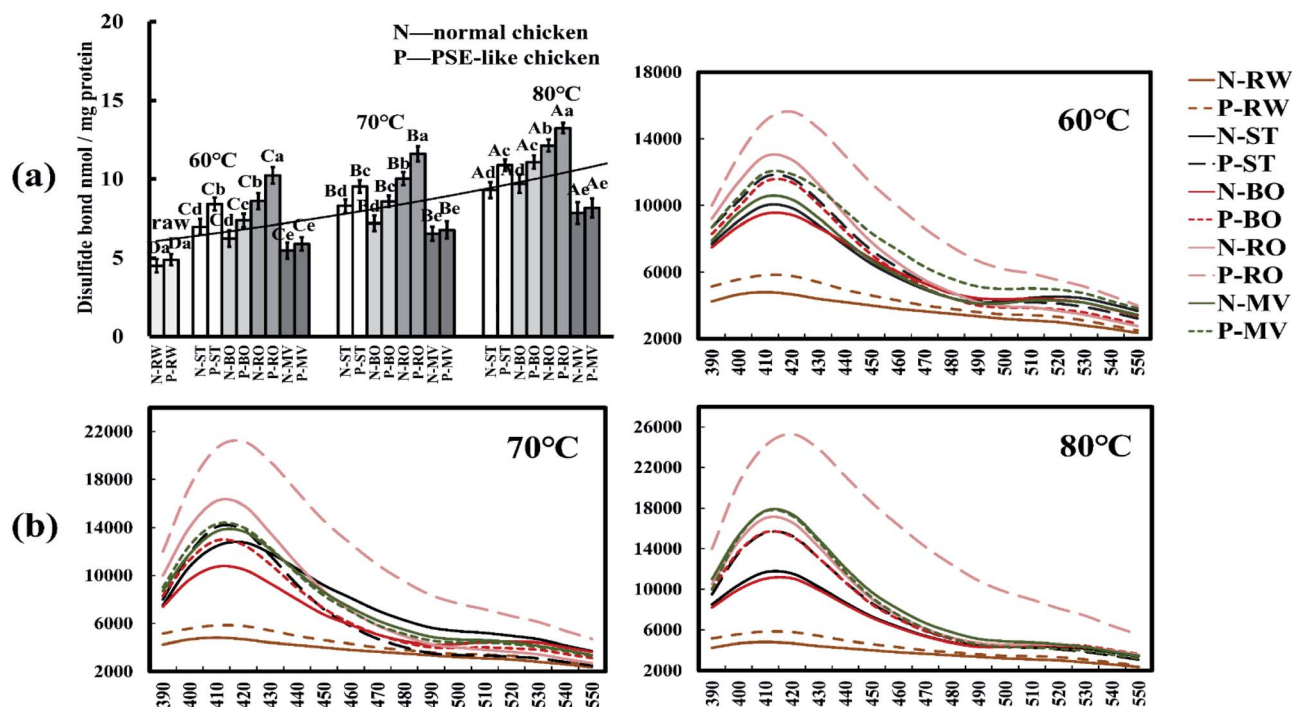 (a)
Disulfide bond nmol / mg protein
20
15
10
5
0
N—normal chicken
P—PSE-like chicken
raw
60°C
70°C
80°C
Da
Da
Cd
Cb
Cd
Cc
Cb
Ca
Ce
Ce
Bd
Bc
Bd
Bc
Bb
Ba
Be
Be
Ad
Ac
Ad
Ac
Ab
Aa
Ae
Ae
N-RW
P-RW
N-ST
P-ST
N-BO
P-BO
N-RO
P-RO
N-MV
P-MV
N-ST
P-ST
N-BO
P-BO
N-RO
P-RO
N-MV
P-MV
N-ST
P-ST
N-BO
P-BO
N-RO
P-RO
N-MV
P-MV
60°C
18000
14000
10000
6000
2000
390 400 410 420 430 440 450 460 470 480 490 500 510 520 530 540 550
N-RW
P-RW
N-ST
P-ST
N-BO
P-BO
N-RO
P-RO
N-MV
P-MV
(b)
70°C
22000
18000
14000
10000
6000
2000
390 400 410 420 430 440 450 460 470 480 490 500 510 520 530 540 550
80°C
26000
22000
18000
14000
10000
6000
2000
390 400 410 420 430 440 450 460 470 480 490 500 510 520 530 540 550